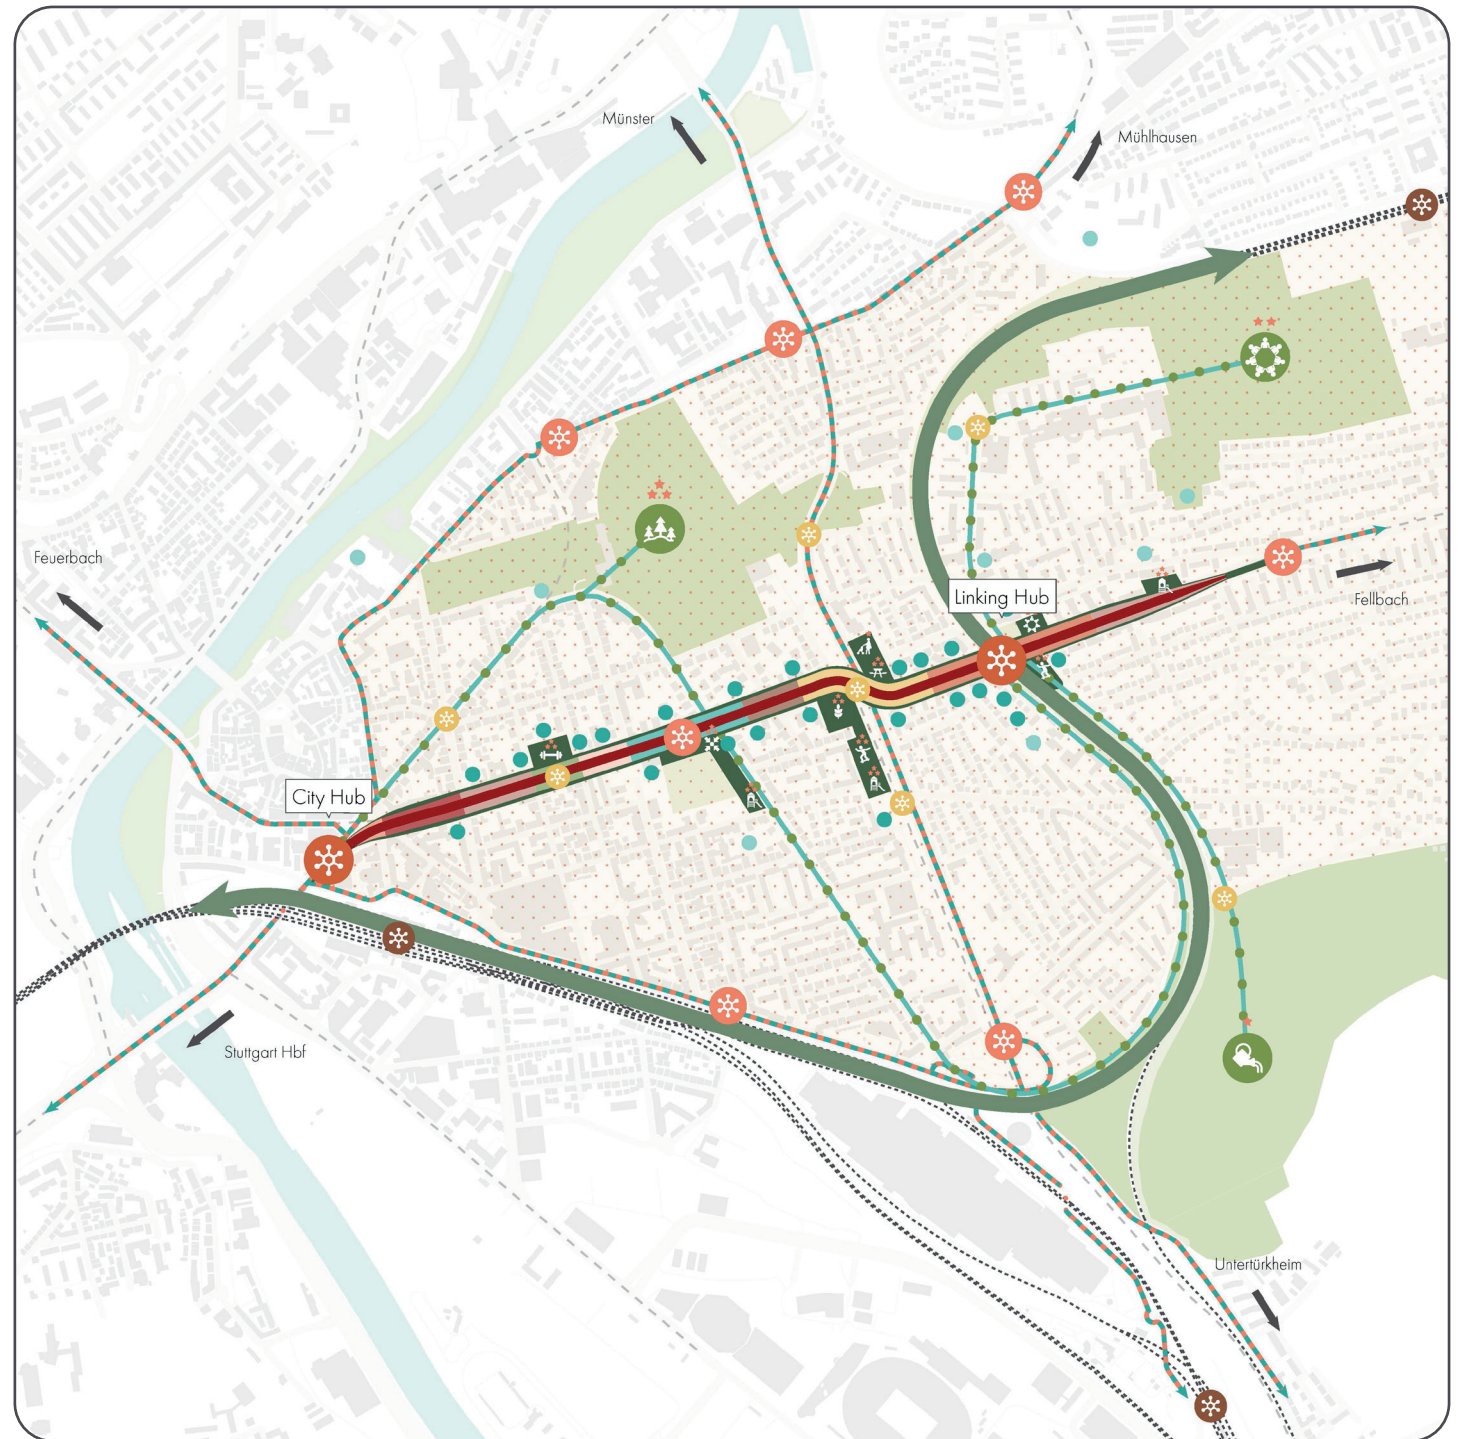 Münster
Mühlhausen
Feuerbach
Linking Hub
Fellbach
City Hub
Stuttgart Hbf
Untertürkheim